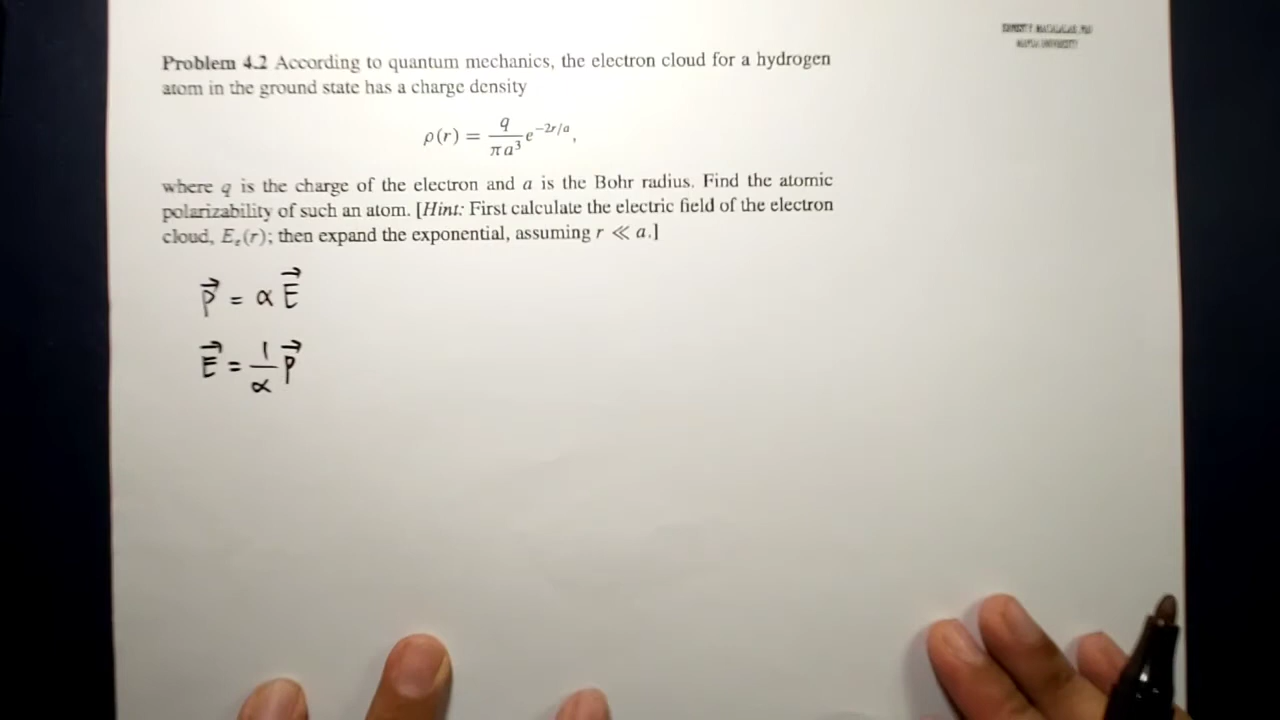 Problem 4.2 According to quantum mechanics, the electron cloud for a hydrogen
atom in the ground state has a charge density
ρ(r) = q/(πa³) e^(−2r/a),
where q is the charge of the electron and a is the Bohr radius. Find the atomic
polarizability of such an atom. [Hint: First calculate the electric field of the electron
cloud, Eₑ(r); then expand the exponential, assuming r ≪ a.]
P⃗ = α E⃗
E⃗ = 1/α P⃗